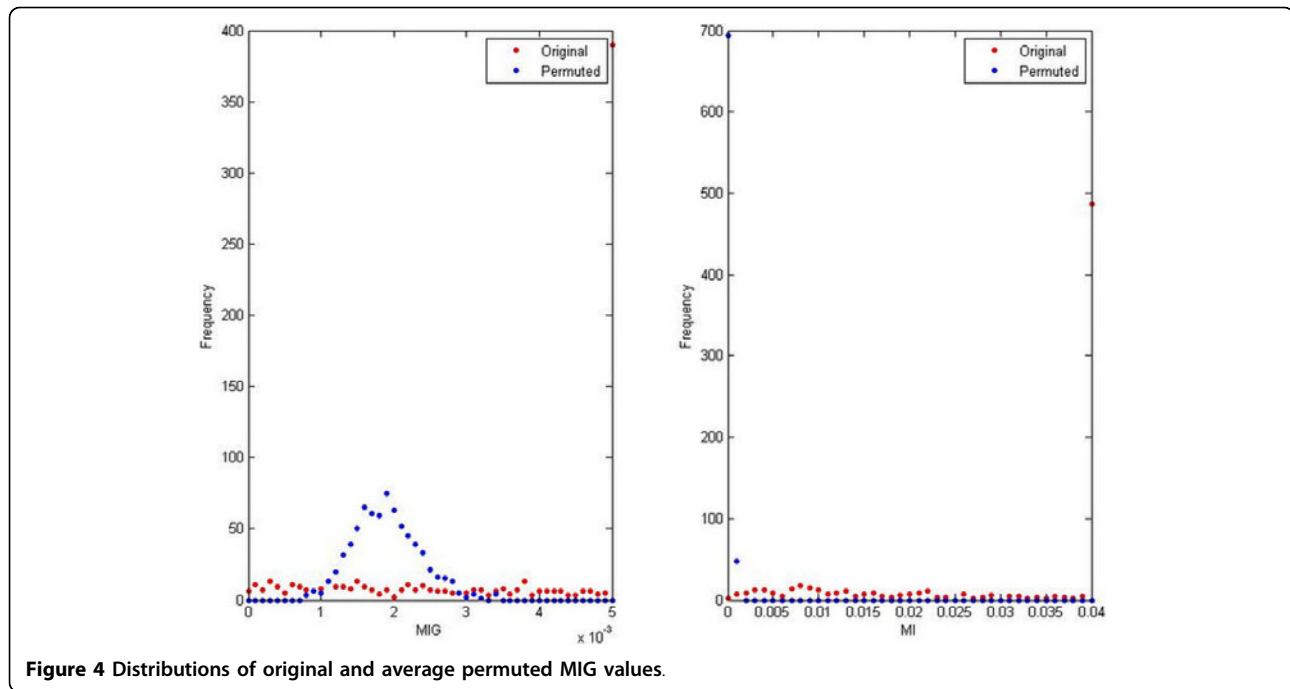 400
350
300
250
200
150
100
50
0
Frequency
Original
Permuted
0 1 2 3 4 5
MIG
x 10⁻³
700
600
500
400
300
200
100
0
Frequency
Original
Permuted
0 0.005 0.01 0.015 0.02 0.025 0.03 0.035 0.04
MI
Figure 4 Distributions of original and average permuted MIG values.